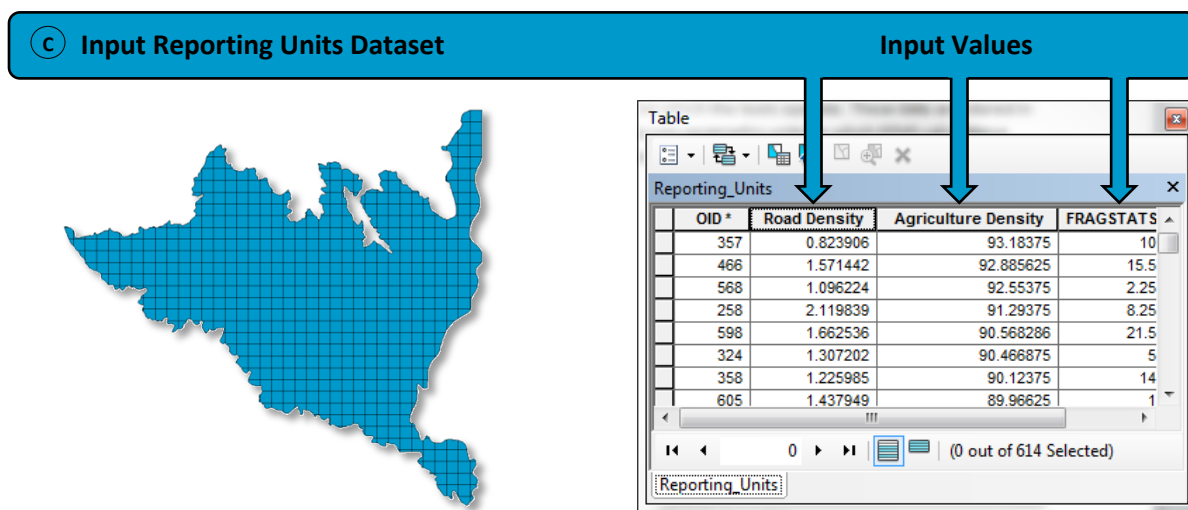 c Input Reporting Units Dataset Input Values
Table
Reporting_Units
OID * Road Density Agriculture Density FRAGSTATS
357 0.823906 93.18375 10
466 1.571442 92.885625 15.5
568 1.096224 92.55375 2.25
258 2.119839 91.29375 8.25
598 1.662536 90.568286 21.5
324 1.307202 90.466875 5
358 1.225985 90.12375 14
605 1.437949 89.96625 1
0 (0 out of 614 Selected)
Reporting_Units